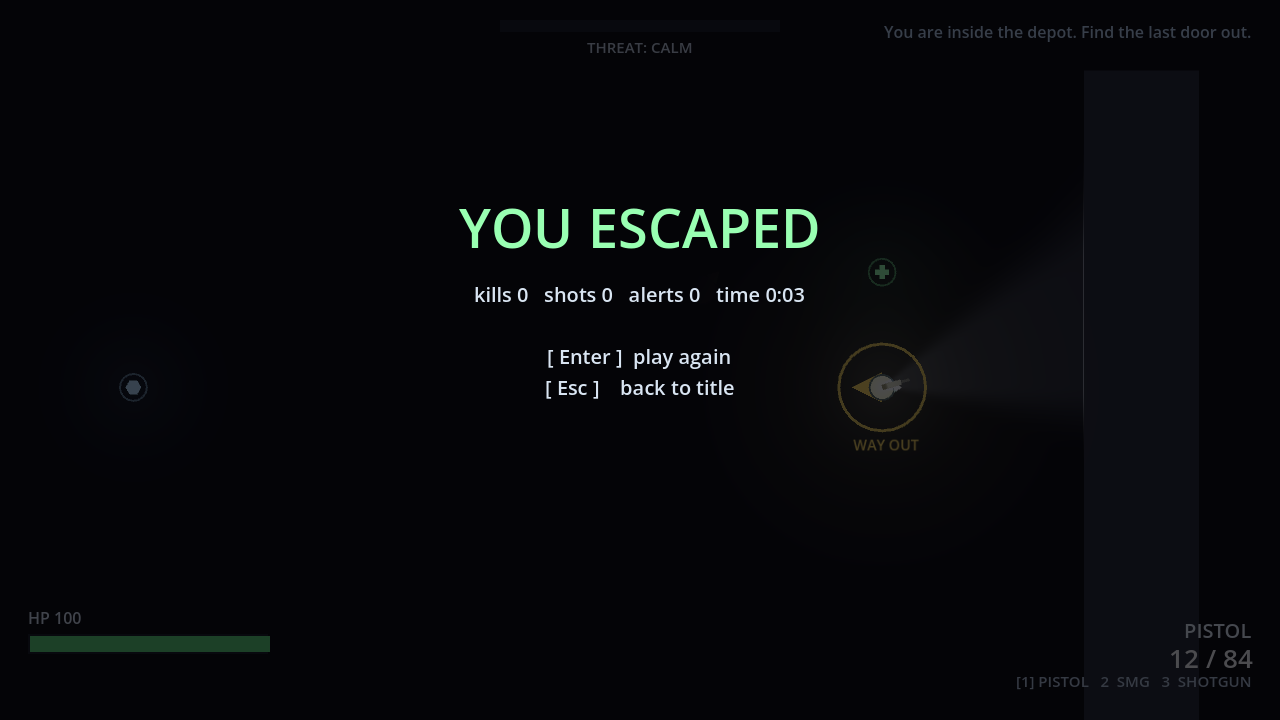 You are inside the depot. Find the last door out.
THREAT: CALM
YOU ESCAPED
kills 0   shots 0   alerts 0   time 0:03
[ Enter ]  play again
[ Esc ]    back to title
WAY OUT
HP 100
PISTOL
12 / 84
[1] PISTOL   2  SMG   3  SHOTGUN